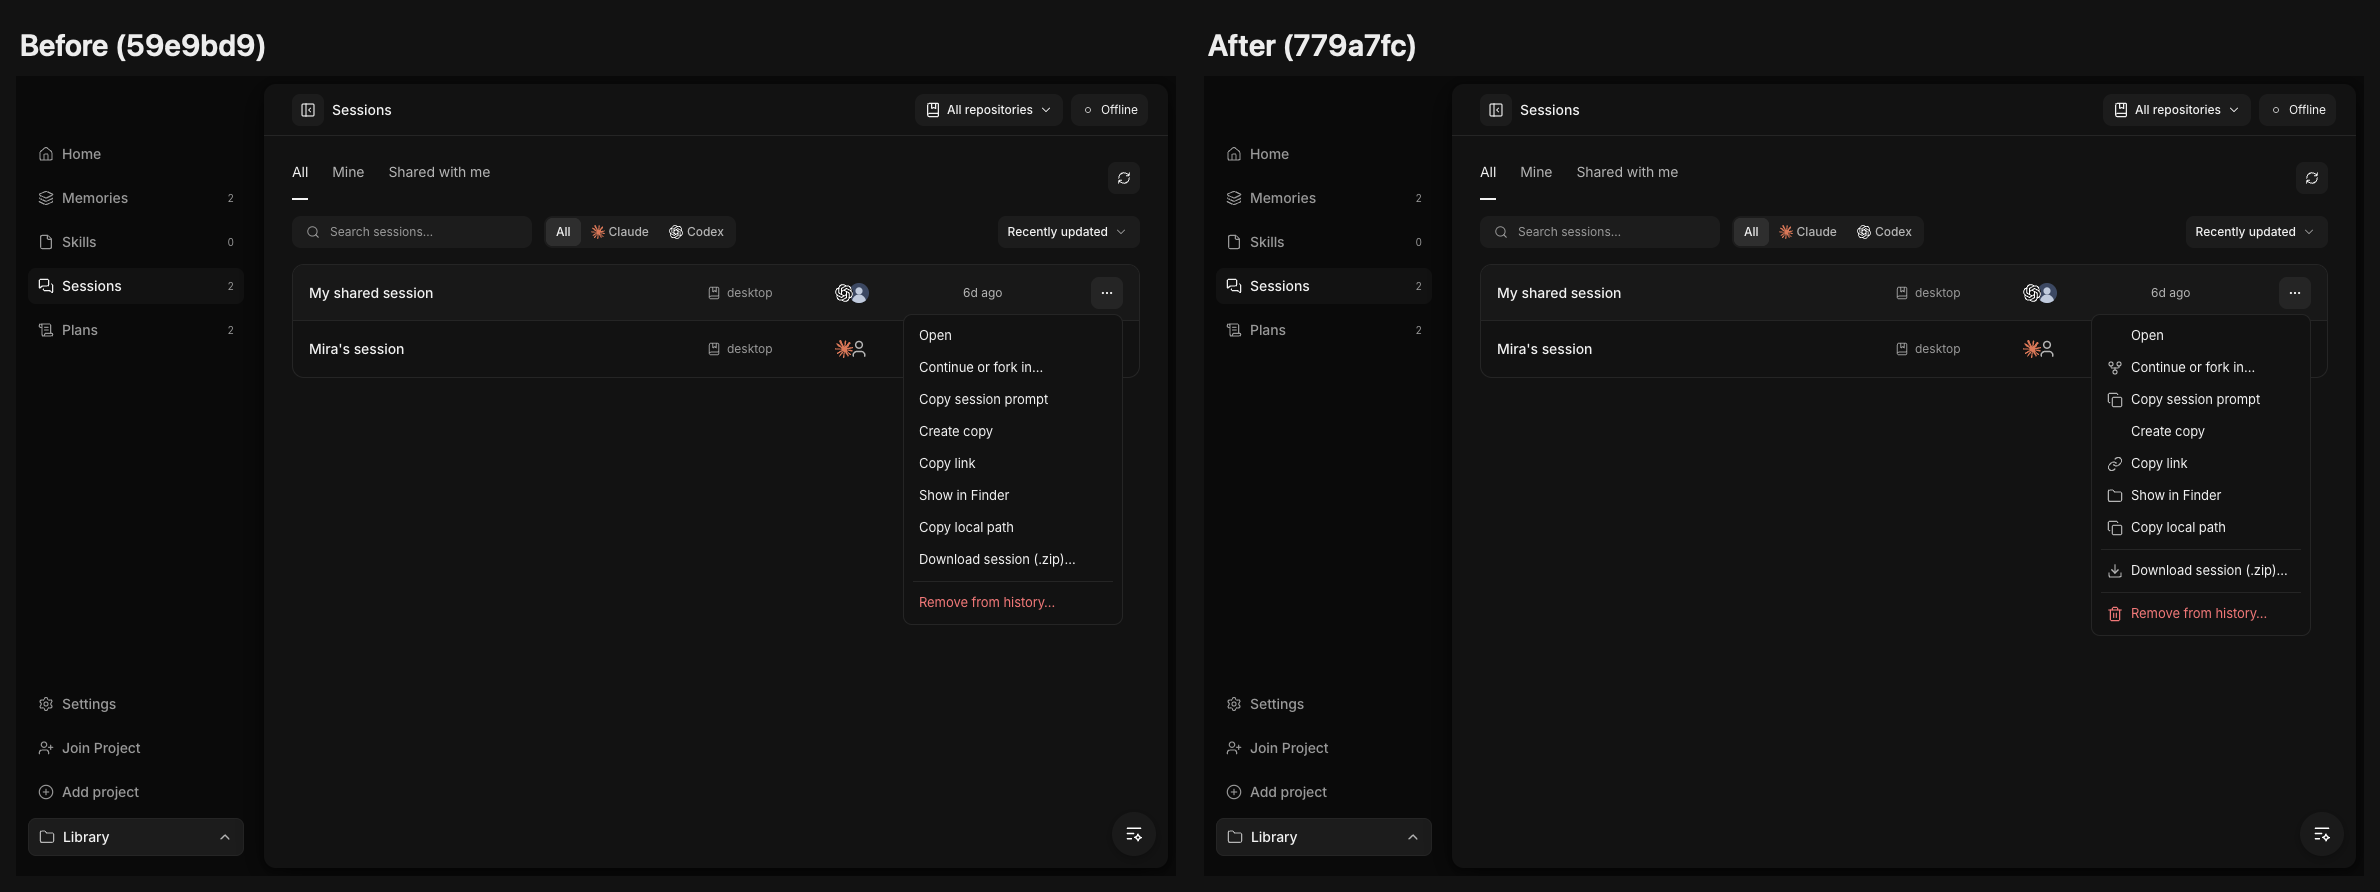 Before (59e9bd9)
Sessions
All repositories
Offline
Home
Memories 2
Skills 0
Sessions 2
Plans 2
All Mine Shared with me
Search sessions...
All Claude Codex
Recently updated
My shared session desktop 6d ago
Mira's session desktop
Open
Continue or fork in...
Copy session prompt
Create copy
Copy link
Show in Finder
Copy local path
Download session (.zip)...
Remove from history...
Settings
Join Project
Add project
Library
After (779a7fc)
Sessions
All repositories
Offline
Home
Memories 2
Skills 0
Sessions 2
Plans 2
All Mine Shared with me
Search sessions...
All Claude Codex
Recently updated
My shared session desktop 6d ago
Mira's session desktop
Open
Continue or fork in...
Copy session prompt
Create copy
Copy link
Show in Finder
Copy local path
Download session (.zip)...
Remove from history...
Settings
Join Project
Add project
Library